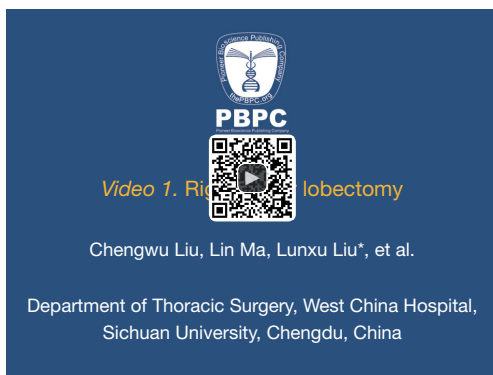 Pioneer Bioscience Publishing Company
thePBPC.org
PBPC
Pioneer Bioscience Publishing Company
Video 1. Rig lobectomy
Chengwu Liu, Lin Ma, Lunxu Liu*, et al.
Department of Thoracic Surgery, West China Hospital,
Sichuan University, Chengdu, China